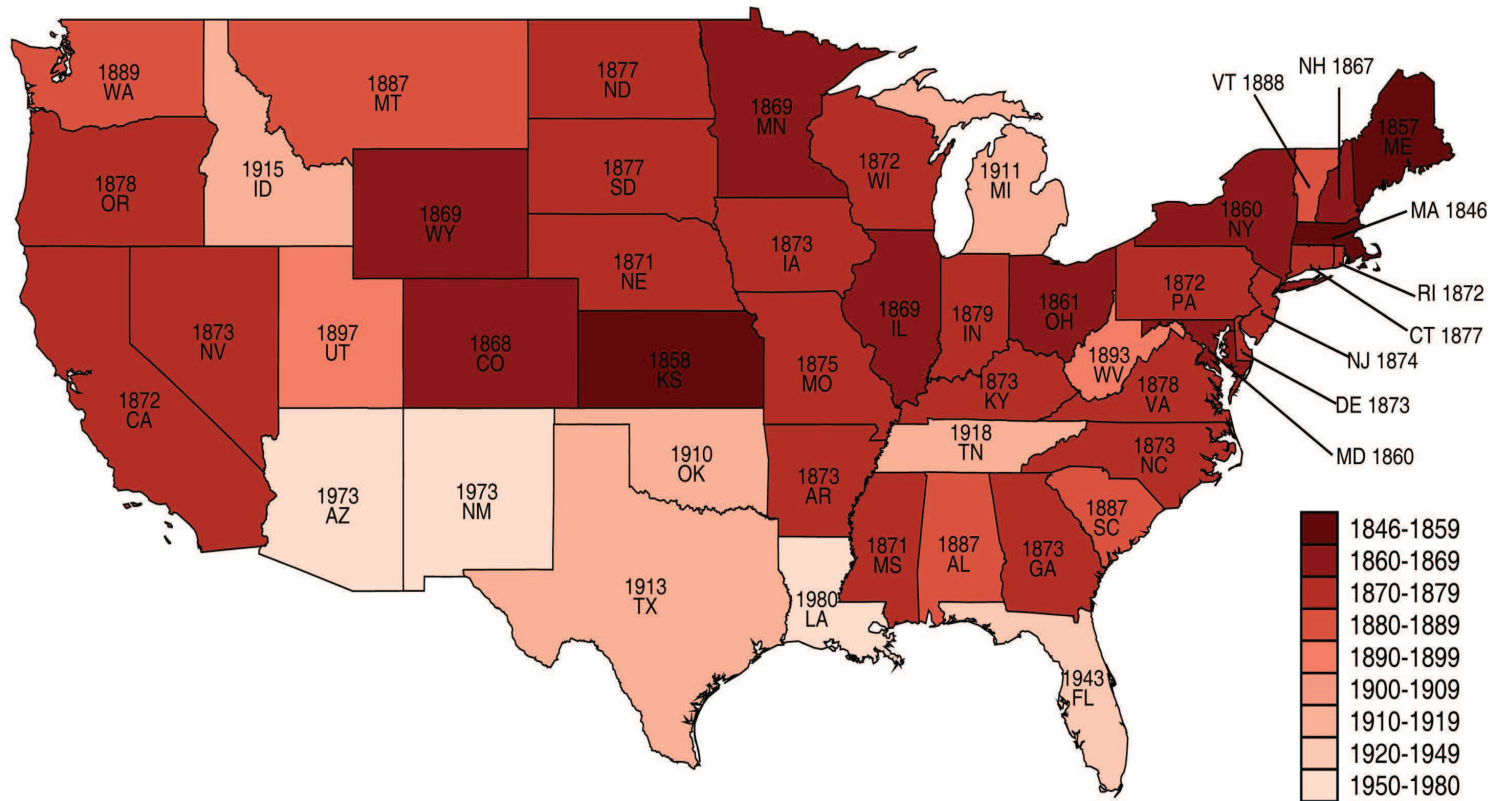 1889
WA
1887
MT
1877
ND
1869
MN
VT 1888
NH 1867
1857
ME
1878
OR
1915
ID
1869
WY
1877
SD
1872
WI
1911
MI
1860
NY
MA 1846
1873
NV
1897
UT
1868
CO
1871
NE
1873
IA
1869
IL
1879
IN
1861
OH
1872
PA
RI 1872
CT 1877
NJ 1874
DE 1873
MD 1860
1872
CA
1858
KS
1875
MO
1873
KY
1893
WV
1878
VA
1973
AZ
1973
NM
1910
OK
1873
AR
1918
TN
1873
NC
1913
TX
1980
LA
1871
MS
1887
AL
1873
GA
1887
SC
1943
FL
1846-1859
1860-1869
1870-1879
1880-1889
1890-1899
1900-1909
1910-1919
1920-1949
1950-1980